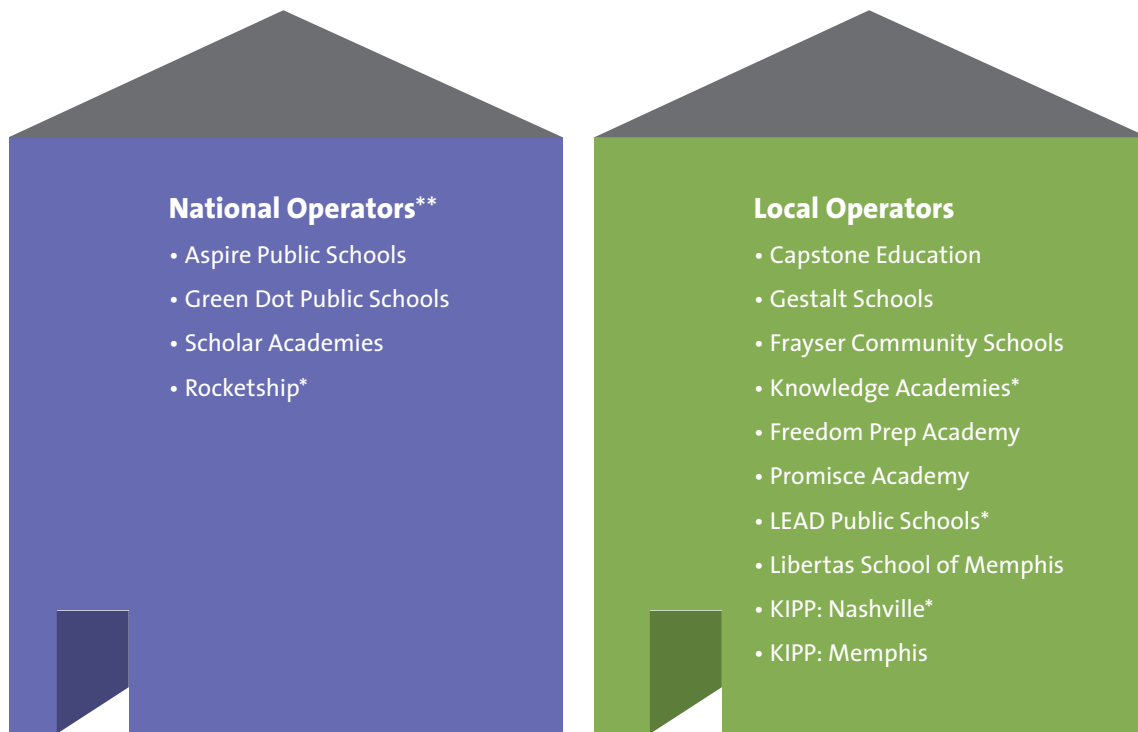 National Operators**
• Aspire Public Schools
• Green Dot Public Schools
• Scholar Academies
• Rocketship*
Local Operators
• Capstone Education
• Gestalt Schools
• Frayser Community Schools
• Knowledge Academies*
• Freedom Prep Academy
• Promisce Academy
• LEAD Public Schools*
• Libertas School of Memphis
• KIPP: Nashville*
• KIPP: Memphis